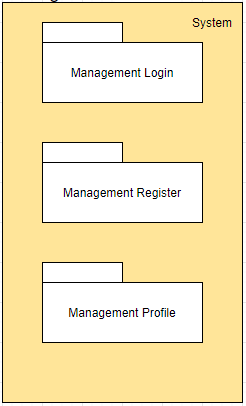 System
Management Login
Management Register
Management Profile